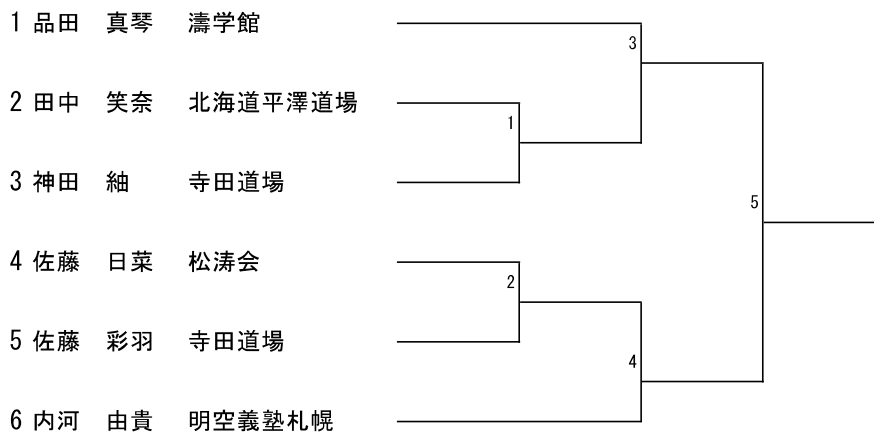 1 品田 真琴 濤学館
3
2 田中 笑奈 北海道平澤道場
1
3 神田 紬 寺田道場
5
4 佐藤 日菜 松涛会
2
5 佐藤 彩羽 寺田道場
4
6 内河 由貴 明空義塾札幌